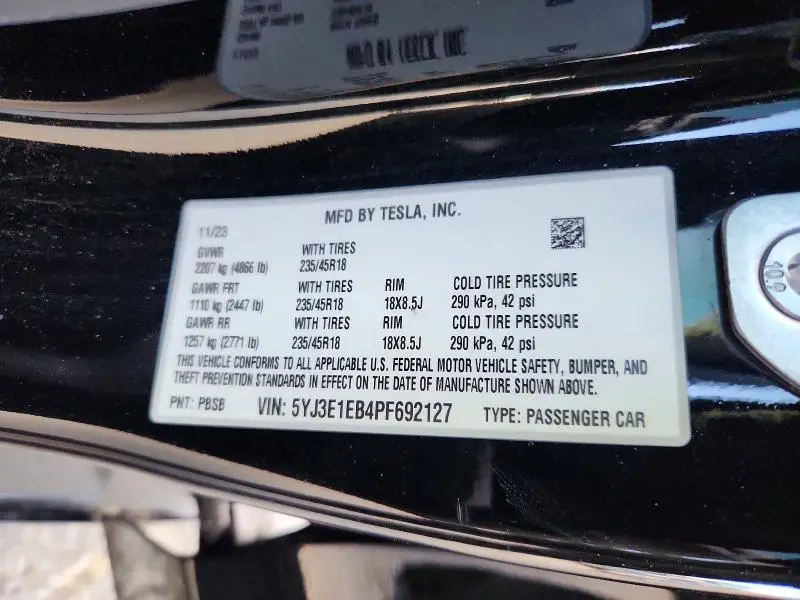 MFD BY TESLA, INC.
11/23
GVWR WITH TIRES
2207 kg (4866 lb) 235/45R18
GAWR FRT WITH TIRES RIM COLD TIRE PRESSURE
1110 kg (2447 lb) 235/45R18 18X8.5J 290 kPa, 42 psi
GAWR RR WITH TIRES RIM COLD TIRE PRESSURE
1257 kg (2771 lb) 235/45R18 18X8.5J 290 kPa, 42 psi
THIS VEHICLE CONFORMS TO ALL APPLICABLE U.S. FEDERAL MOTOR VEHICLE SAFETY, BUMPER, AND
THEFT PREVENTION STANDARDS IN EFFECT ON THE DATE OF MANUFACTURE SHOWN ABOVE.
PNT: PBSB VIN: 5YJ3E1EB4PF692127 TYPE: PASSENGER CAR
10.9